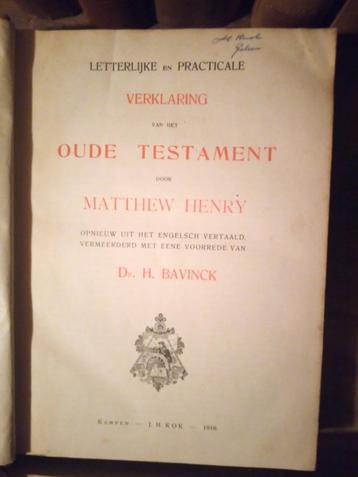 LETTERLIJKE EN PRACTICALE
VERKLARING
VAN HET
OUDE TESTAMENT
DOOR
MATTHEW HENRY
OPNIEUW UIT HET ENGELSCH VERTAALD.
VERMEERDERD MET EENE VOORREDE VAN
Dr. H. BAVINCK
KAMPEN — J. H. KOK —